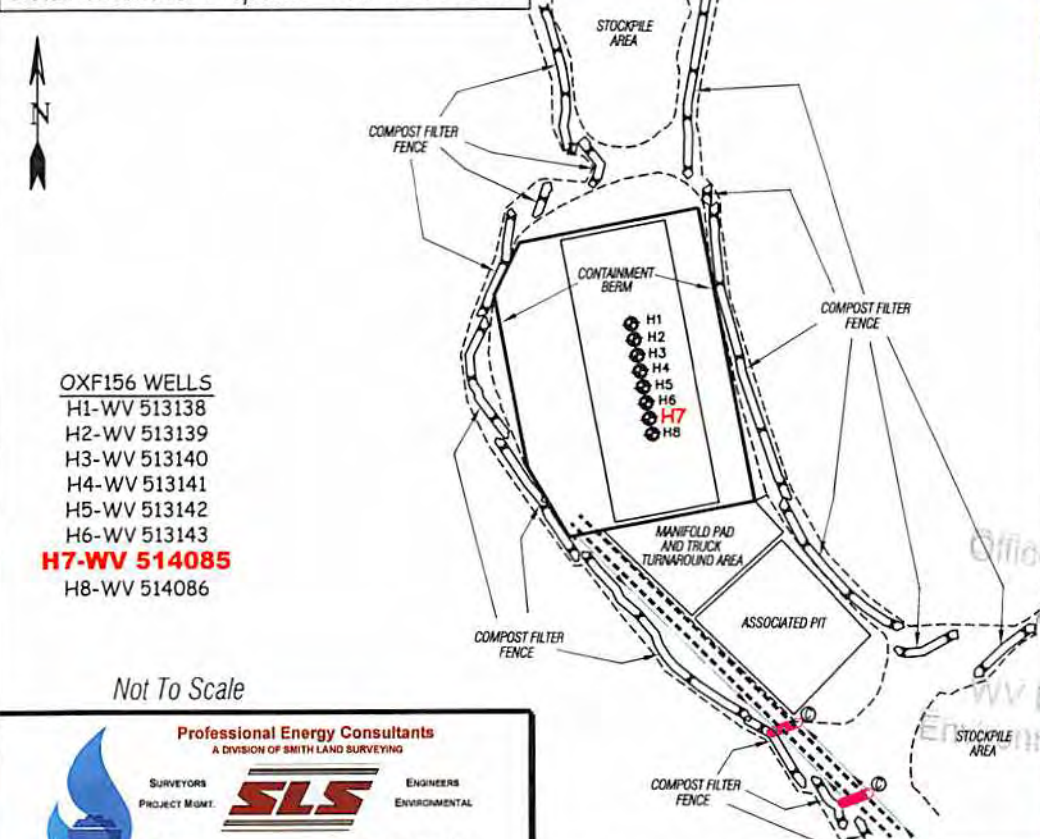 STOCKPILE
AREA
N
COMPOST FILTER
FENCE
CONTAINMENT
BERM
COMPOST FILTER
FENCE
H1
H2
H3
H4
H5
H6
H7
H8
OXF156 WELLS
H1-WV 513138
H2-WV 513139
H3-WV 513140
H4-WV 513141
H5-WV 513142
H6-WV 513143
H7-WV 514085
H8-WV 514086
MANIFOLD PAD
AND TRUCK
TURNAROUND AREA
ASSOCIATED PIT
COMPOST FILTER
FENCE
Not To Scale
C
STOCKPILE
AREA
C
COMPOST FILTER
FENCE
Professional Energy Consultants
A DIVISION OF SMITH LAND SURVEYING
SURVEYORS
PROJECT MGMT.
SLS
ENGINEERS
ENVIRONMENTAL
WV